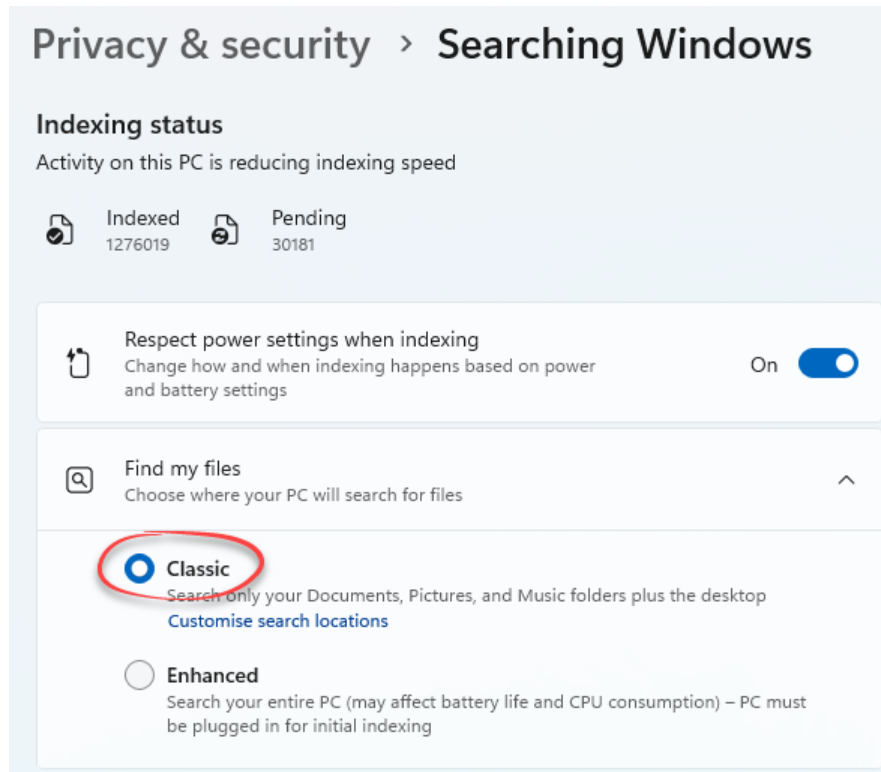 Privacy & security > Searching Windows
Indexing status
Activity on this PC is reducing indexing speed
Indexed
1276019
Pending
30181
Respect power settings when indexing
Change how and when indexing happens based on power
and battery settings
On
Find my files
Choose where your PC will search for files
Classic
Search only your Documents, Pictures, and Music folders plus the desktop
Customise search locations
Enhanced
Search your entire PC (may affect battery life and CPU consumption) – PC must
be plugged in for initial indexing